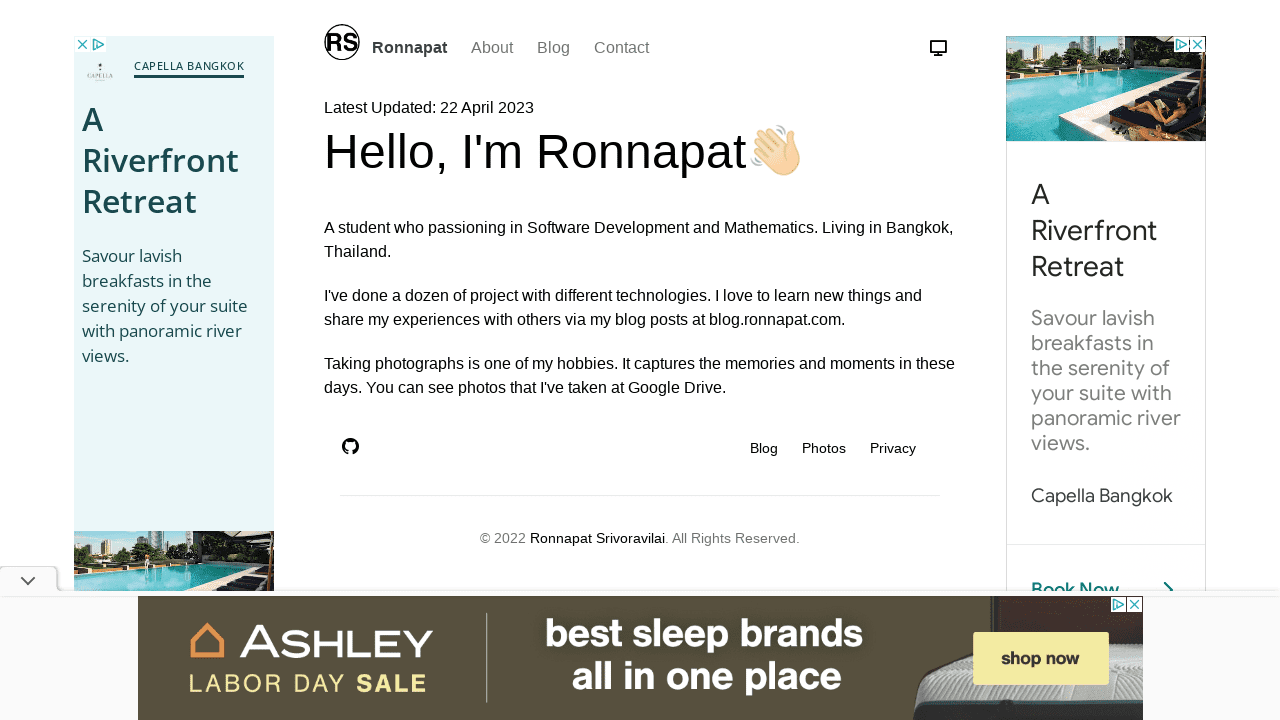 RS
Ronnapat
About
Blog
Contact
CAPELLA
CAPELLA BANGKOK
A
Riverfront
Retreat
Savour lavish
breakfasts in the
serenity of your suite
with panoramic river
views.
Latest Updated: 22 April 2023
Hello, I'm Ronnapat👋🏼
A student who passioning in Software Development and Mathematics. Living in Bangkok,
Thailand.
I've done a dozen of project with different technologies. I love to learn new things and
share my experiences with others via my blog posts at blog.ronnapat.com.
Taking photographs is one of my hobbies. It captures the memories and moments in these
days. You can see photos that I've taken at Google Drive.
Blog
Photos
Privacy
© 2022 Ronnapat Srivoravilai. All Rights Reserved.
A
Riverfront
Retreat
Savour lavish
breakfasts in
the serenity of
your suite with
panoramic river
views.
Capella Bangkok
Book Now
ASHLEY
LABOR DAY SALE
best sleep brands
all in one place
shop now